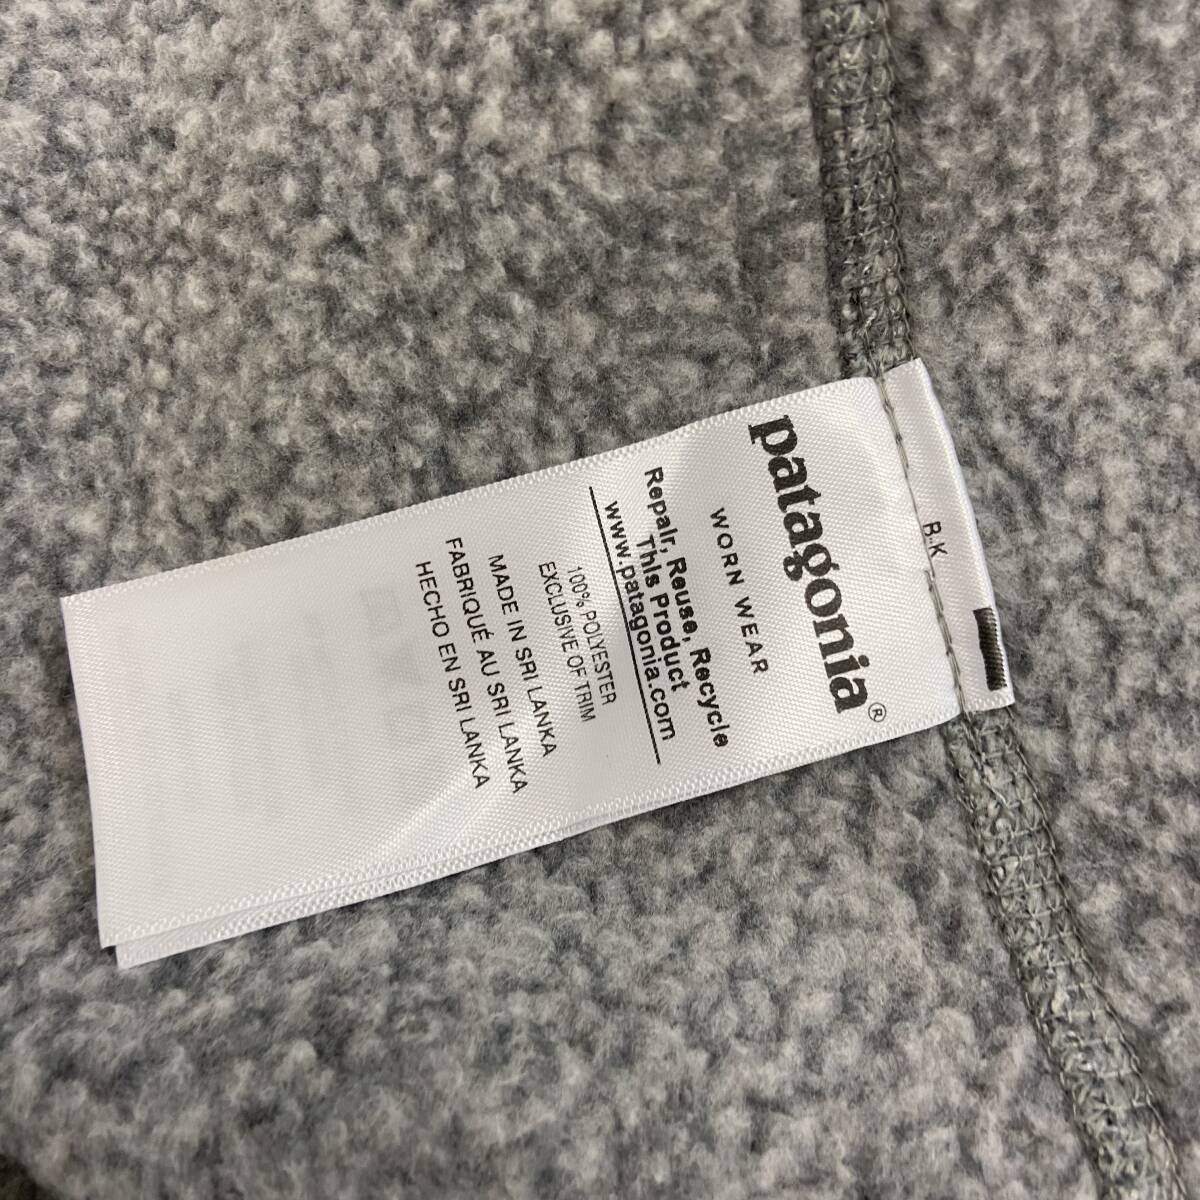 B.K
patagonia®
WORN WEAR
Repair, Reuse, Recycle
This Product
www.patagonia.com
100% POLYESTER
EXCLUSIVE OF TRIM
MADE IN SRI LANKA
FABRIQUÉ AU SRI LANKA
HECHO EN SRI LANKA